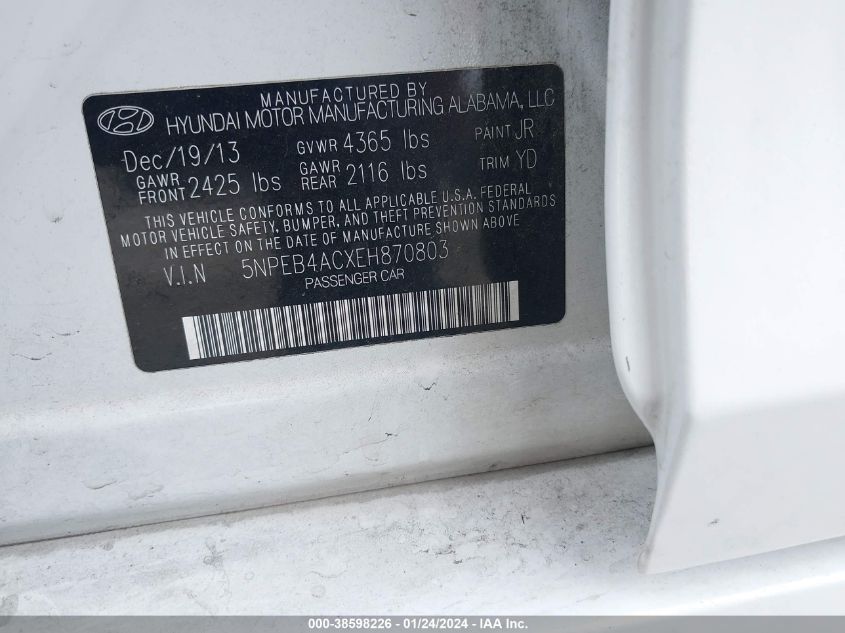 MANUFACTURED BY
HYUNDAI MOTOR MANUFACTURING ALABAMA, LLC
Dec/19/13 GVWR 4365 lbs PAINT JR
GAWR FRONT 2425 lbs GAWR REAR 2116 lbs TRIM YD
THIS VEHICLE CONFORMS TO ALL APPLICABLE U.S.A. FEDERAL
MOTOR VEHICLE SAFETY, BUMPER, AND THEFT PREVENTION STANDARDS
IN EFFECT ON THE DATE OF MANUFACTURE SHOWN ABOVE
V.I.N 5NPEB4ACXEH870803
PASSENGER CAR
000-38598226 - 01/24/2024 - IAA Inc.